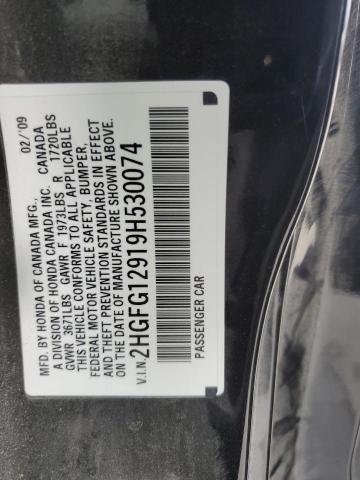 MFD. BY HONDA OF CANADA MFG., 02/'09
A DIVISION OF HONDA CANADA INC. CANADA
GVWR 3671LBS GAWR F 1973LBS R 1720LBS
THIS VEHICLE CONFORMS TO ALL APPLICABLE
FEDERAL MOTOR VEHICLE SAFETY, BUMPER,
AND THEFT PREVENTION STANDARDS IN EFFECT
ON THE DATE OF MANUFACTURE SHOWN ABOVE.
V.I.N. 2HGFG12919H530074
PASSENGER CAR